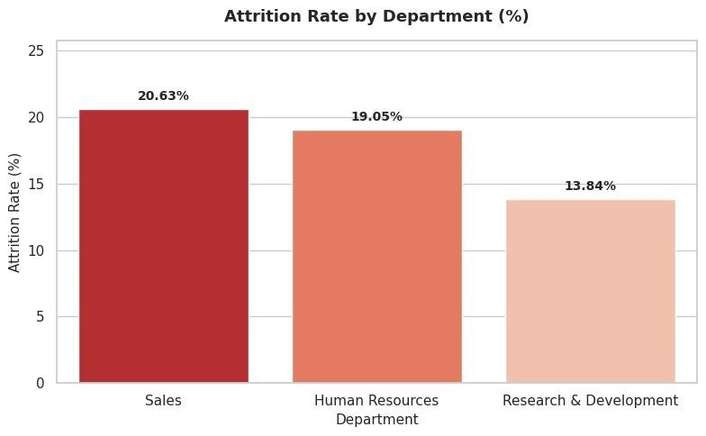 Attrition Rate by Department (%)
25
20
15
10
5
0
Attrition Rate (%)
20.63%
19.05%
13.84%
Sales
Human Resources
Research & Development
Department